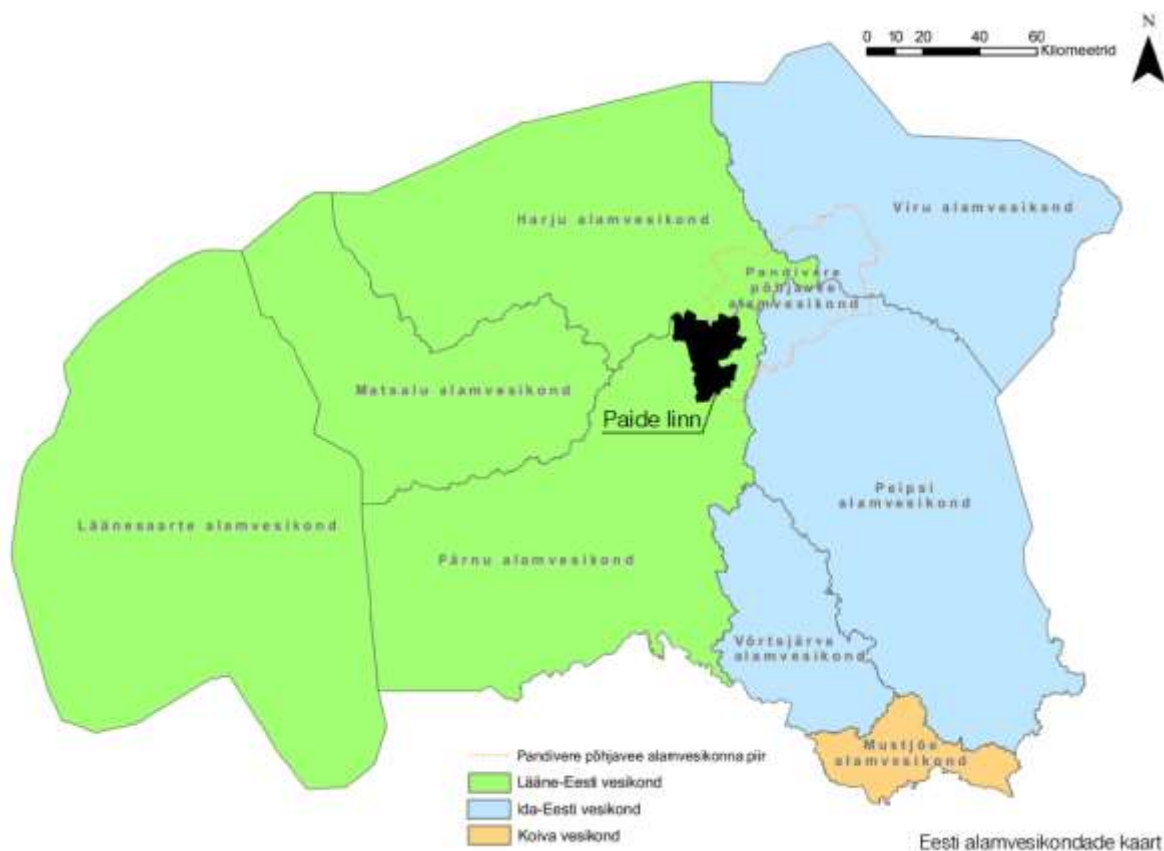 N
0 10 20 40 60
Kilomeetrid
Harju alamvesikond
Viru alamvesikond
Pandivere
põhjavee
alamvesikond
Matsalu alamvesikond
Paide linn
Peipsi
alamvesikond
Läänesaarte alamvesikond
Pärnu alamvesikond
Võrtsjärve
alamvesikond
Mustjõe
alamvesikond
Pandivere põhjavee alamvesikonna piir
Lääne-Eesti vesikond
Ida-Eesti vesikond
Koiva vesikond
Eesti alamvesikondade kaart